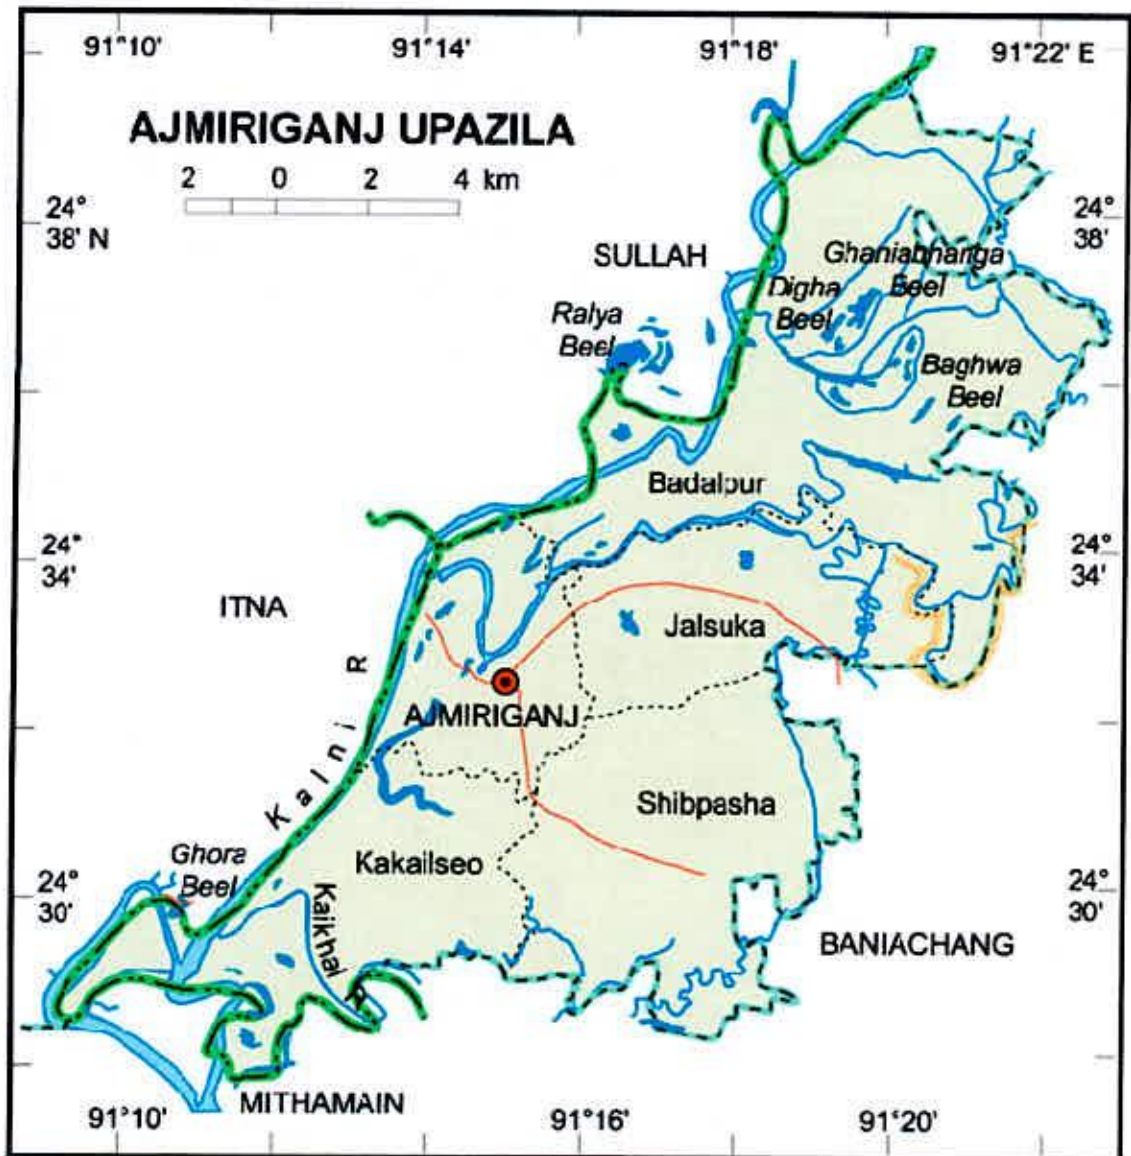 91°10' 91°14' 91°18' 91°22' E
AJMIRIGANJ UPAZILA
2 0 2 4 km
24°
38' N
24°
38'
SULLAH
Ghaniabhanga
Beel
Digha
Beel
Ralya
Beel
Baghwa
Beel
Badalpur
24°
34'
24°
34'
ITNA
Jalsuka
Kalni R
AJMIRIGANJ
Shibpasha
Ghora
Beel
Kakailseo
24°
30'
24°
30'
Kaikhal R
BANIACHANG
MITHAMAIN
91°10' 91°16' 91°20'